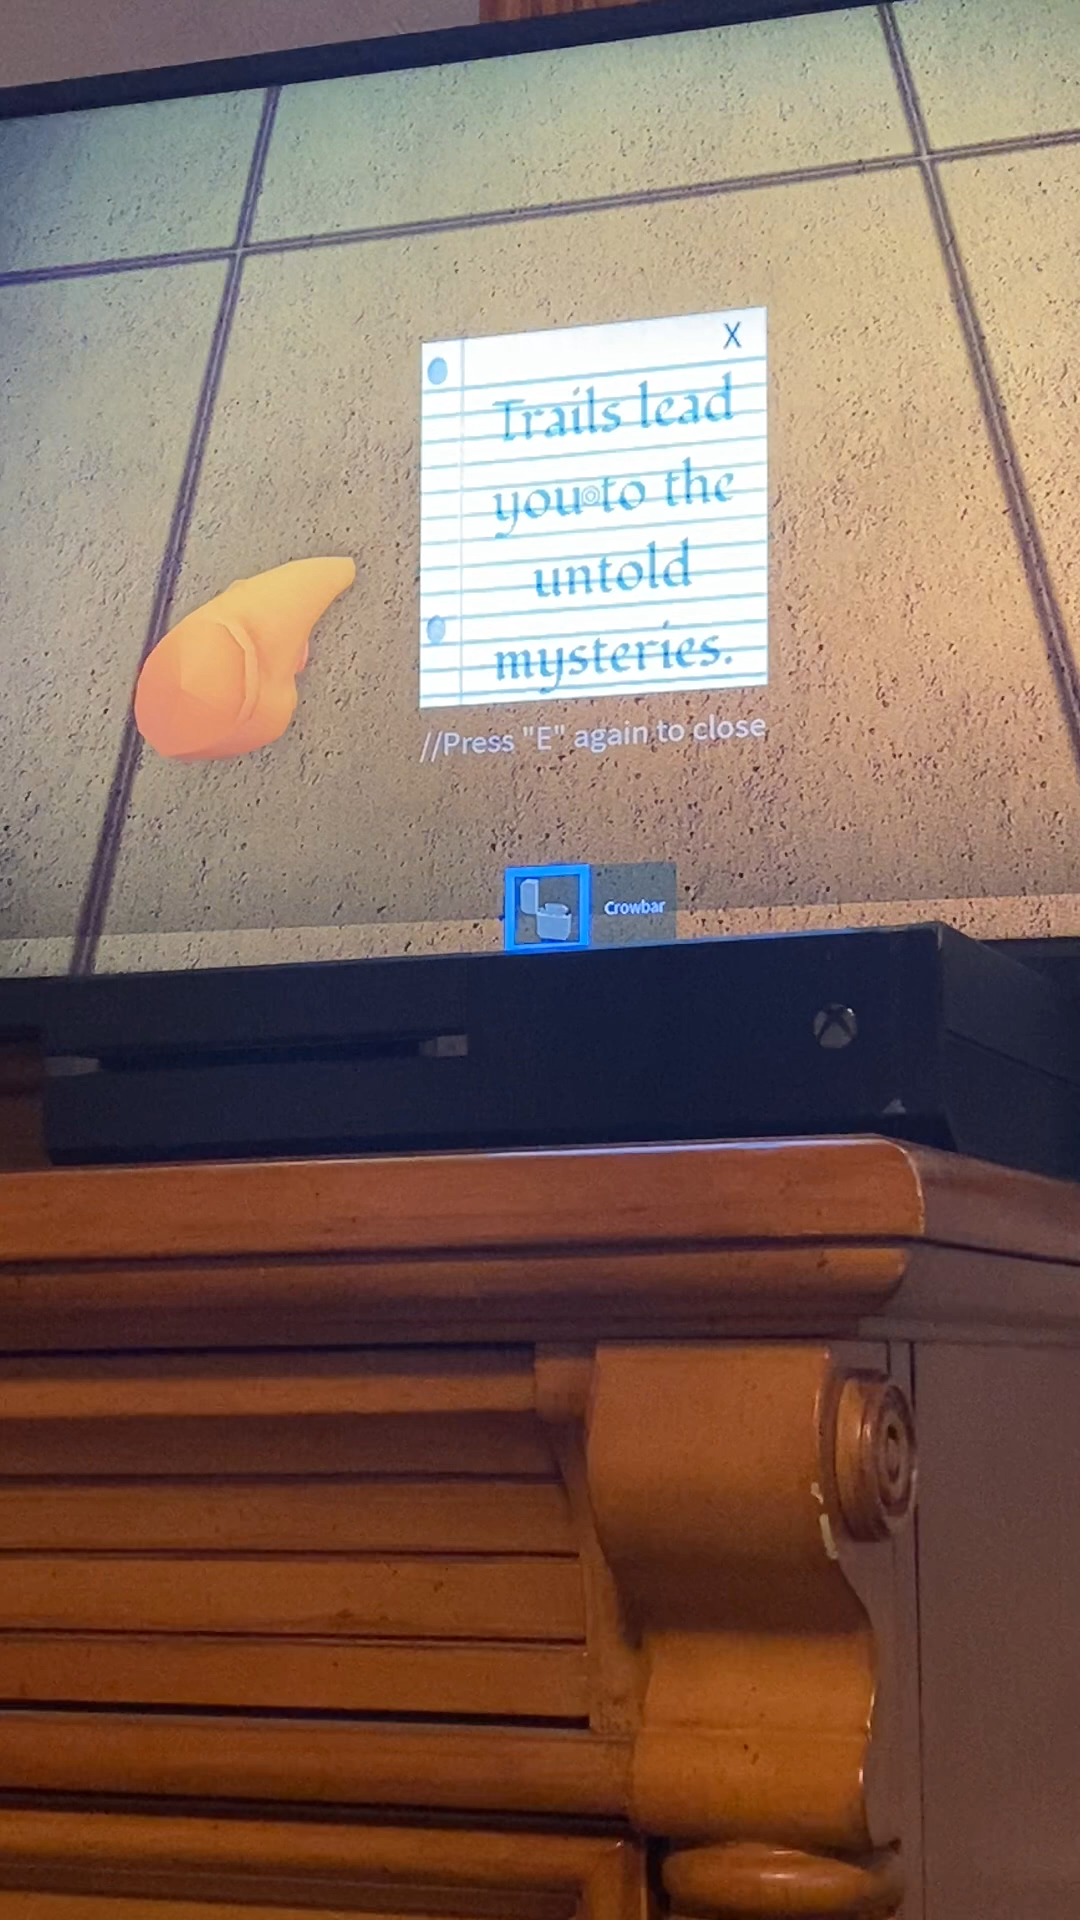 X
Trails lead
you to the
untold
mysteries.
//Press "E" again to close
Crowbar